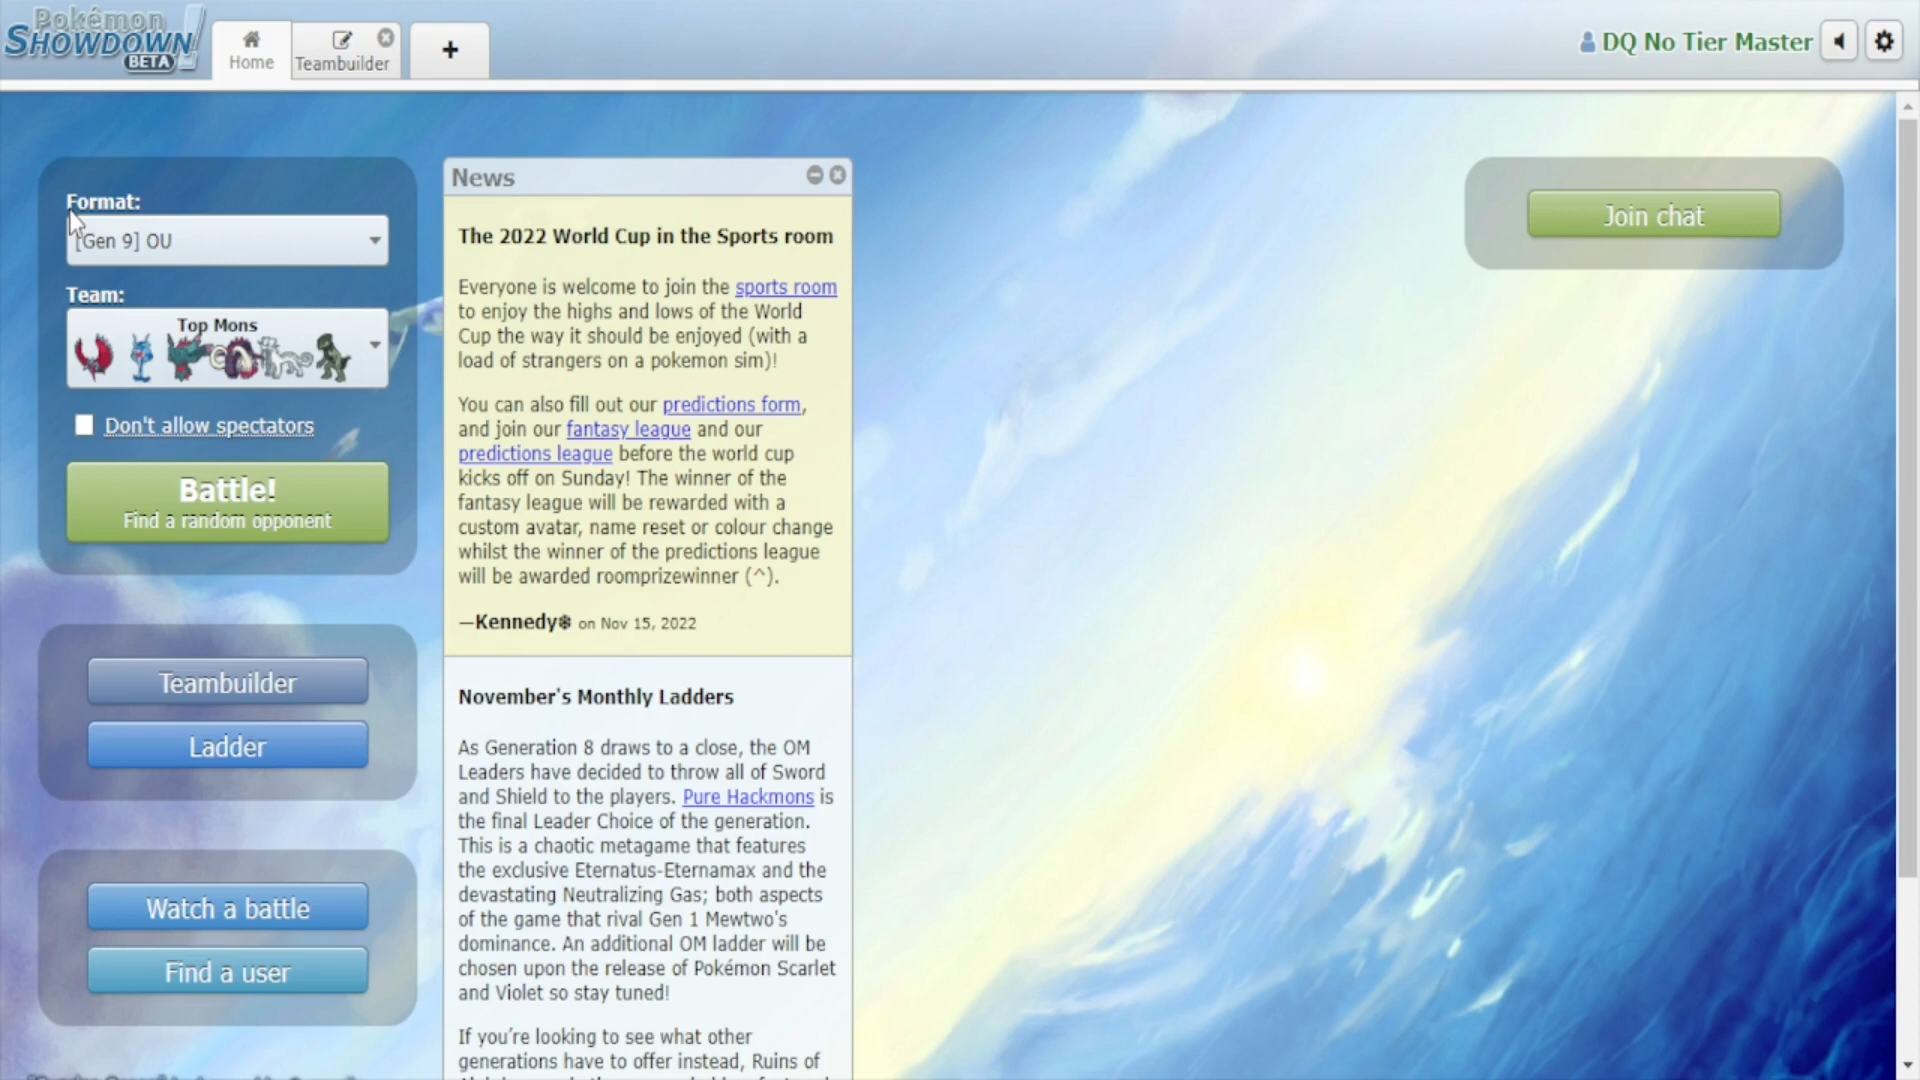 Pokémon
SHOWDOWN!
BETA
Home
Teambuilder
+
DQ No Tier Master
Format:
[Gen 9] OU
Team:
Top Mons
Don't allow spectators
Battle!
Find a random opponent
Teambuilder
Ladder
Watch a battle
Find a user
News
The 2022 World Cup in the Sports room
Everyone is welcome to join the sports room
to enjoy the highs and lows of the World
Cup the way it should be enjoyed (with a
load of strangers on a pokemon sim)!
You can also fill out our predictions form,
and join our fantasy league and our
predictions league before the world cup
kicks off on Sunday! The winner of the
fantasy league will be rewarded with a
custom avatar, name reset or colour change
whilst the winner of the predictions league
will be awarded roomprizewinner (^).
—Kennedy❄ on Nov 15, 2022
November's Monthly Ladders
As Generation 8 draws to a close, the OM
Leaders have decided to throw all of Sword
and Shield to the players. Pure Hackmons is
the final Leader Choice of the generation.
This is a chaotic metagame that features
the exclusive Eternatus-Eternamax and the
devastating Neutralizing Gas; both aspects
of the game that rival Gen 1 Mewtwo's
dominance. An additional OM ladder will be
chosen upon the release of Pokémon Scarlet
and Violet so stay tuned!
If you're looking to see what other
generations have to offer instead, Ruins of
Join chat